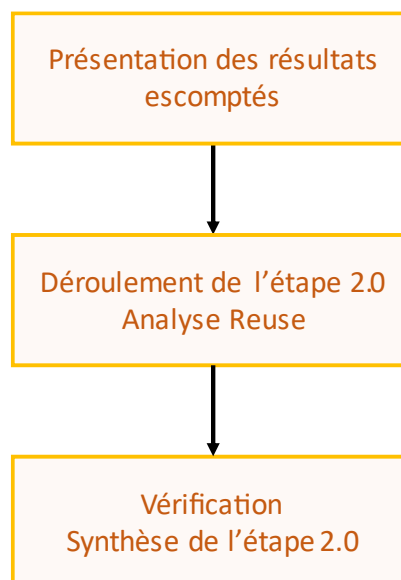 Présentation des résultats
escomptés
Déroulement de l’étape 2.0
Analyse Reuse
Vérification
Synthèse de l’étape 2.0